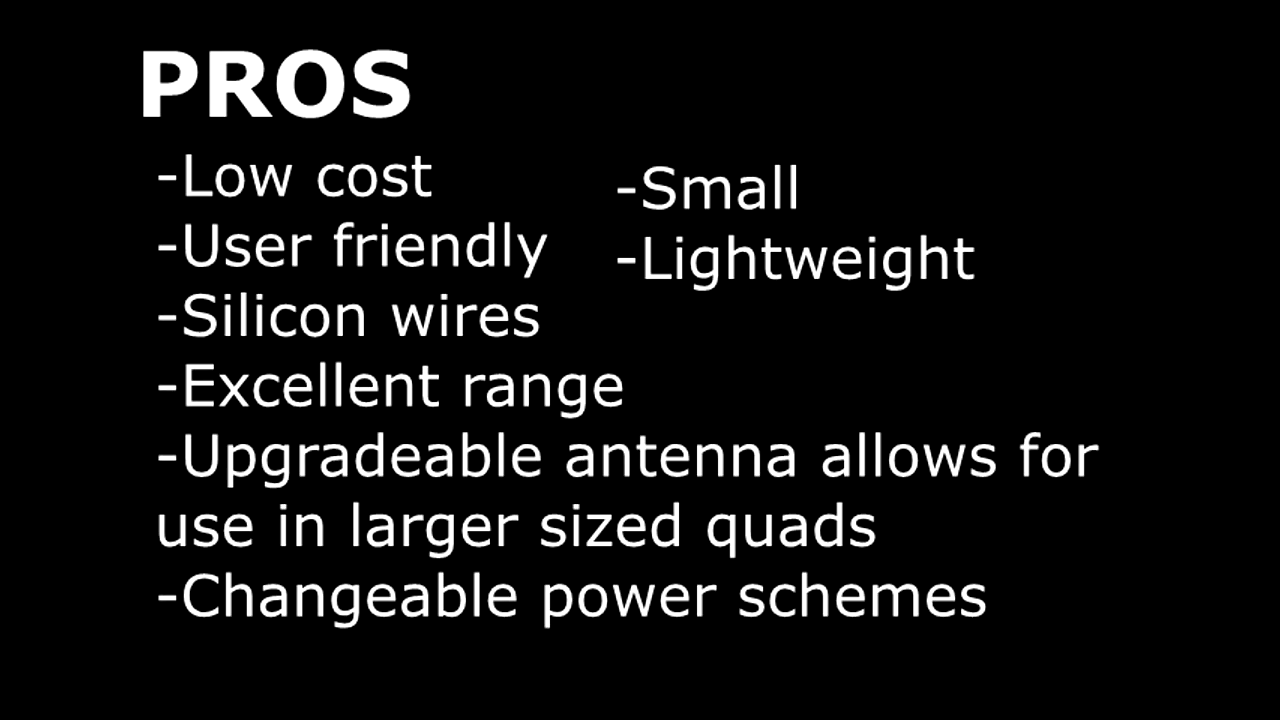 PROS
-Low cost
-User friendly
-Silicon wires
-Excellent range
-Upgradeable antenna allows for
use in larger sized quads
-Changeable power schemes
-Small
-Lightweight